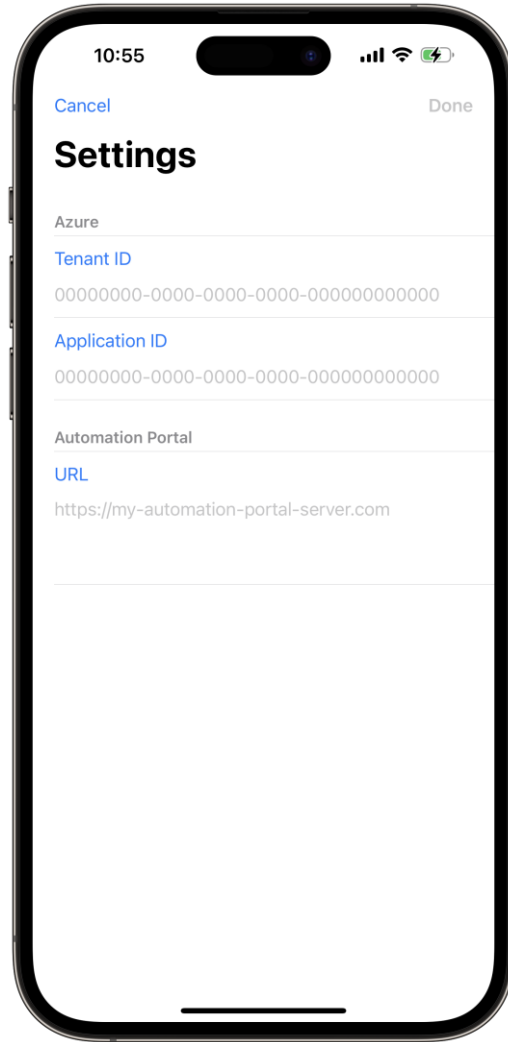 10:55
Cancel Done
Settings
Azure
Tenant ID
00000000-0000-0000-0000-000000000000
Application ID
00000000-0000-0000-0000-000000000000
Automation Portal
URL
https://my-automation-portal-server.com